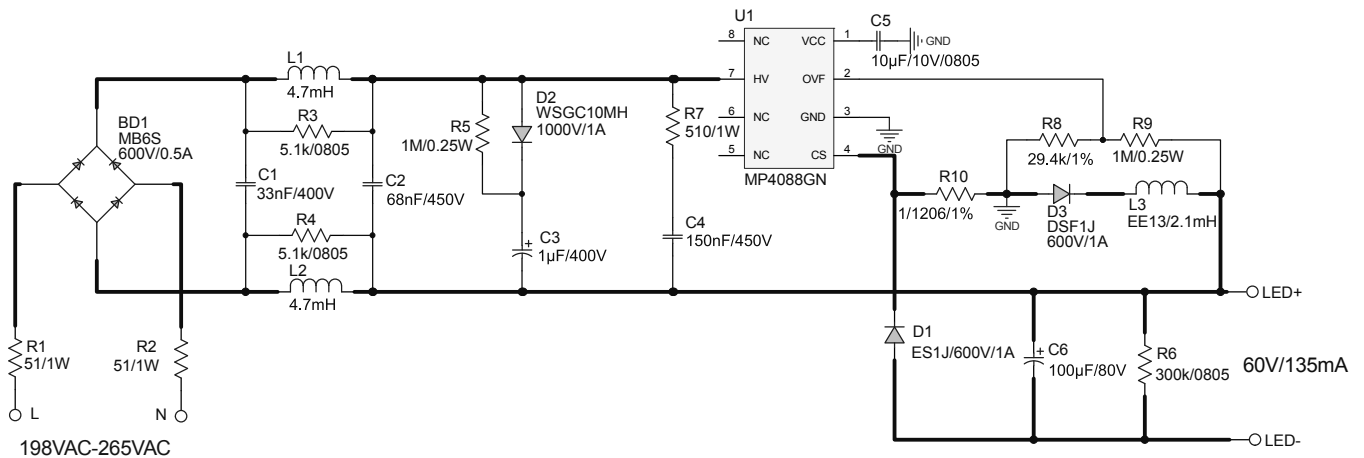 U1
8 NC VCC 1
C5
GND
10µF/10V/0805
7 HV OVF 2
6 NC GND 3
GND
5 NC CS 4
MP4088GN
L1
4.7mH
R3
5.1k/0805
BD1
MB6S
600V/0.5A
C1
33nF/400V
C2
68nF/450V
R4
5.1k/0805
L2
4.7mH
R5
1M/0.25W
D2
WSGC10MH
1000V/1A
R7
510/1W
C3
+
1µF/400V
C4
150nF/450V
R8
29.4k/1%
R9
1M/0.25W
R10
1/1206/1%
GND
D3
DSF1J
600V/1A
L3
EE13/2.1mH
LED+
R1
51/1W
R2
51/1W
L
N
198VAC-265VAC
D1
ES1J/600V/1A
+
C6
100µF/80V
R6
300k/0805
60V/135mA
LED-